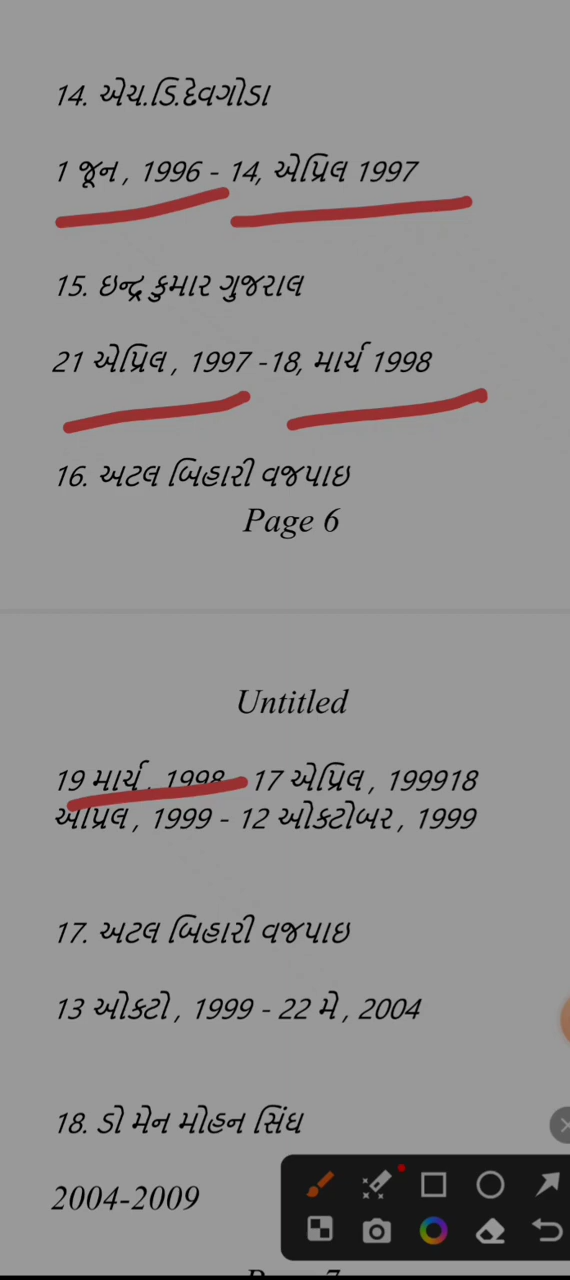 14. એચ.ડિ.દેવગોડા
1 જૂન , 1996 - 14, એપ્રિલ 1997
15. ઇન્દ્ર કુમાર ગુજરાલ
21 એપ્રિલ , 1997 -18, માર્ચ 1998
16. અટલ બિહારી વજપાઇ
Page 6
Untitled
19 માર્ચ , 1998 17 એપ્રિલ , 199918
એપ્રિલ , 1999 - 12 ઓક્ટોબર , 1999
17. અટલ બિહારી વજપાઇ
13 ઓક્ટો , 1999 - 22 મે , 2004
18. ડો મેન મોહન સિંઘ
2004-2009